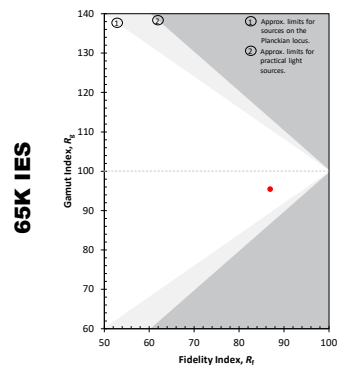 65K IES
Gamut Index, Rg
140
130
120
110
100
90
80
70
60
50
60
70
80
90
100
Fidelity Index, Rf
1
2
1 Approx. limits for
sources on the
Planckian locus.
2 Approx. limits for
practical light
sources.